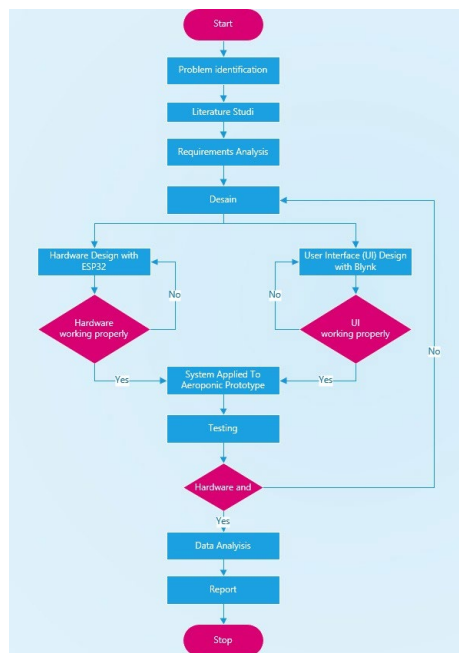 Start
Problem identification
Literature Studi
Requirements Analysis
Desain
Hardware Design with
ESP32
User Interface (UI) Design
with Blynk
No
No
Hardware
working properly
UI
working properly
No
Yes
System Applied To
Aeroponic Prototype
Yes
Testing
Hardware and
Yes
Data Analyisis
Report
Stop